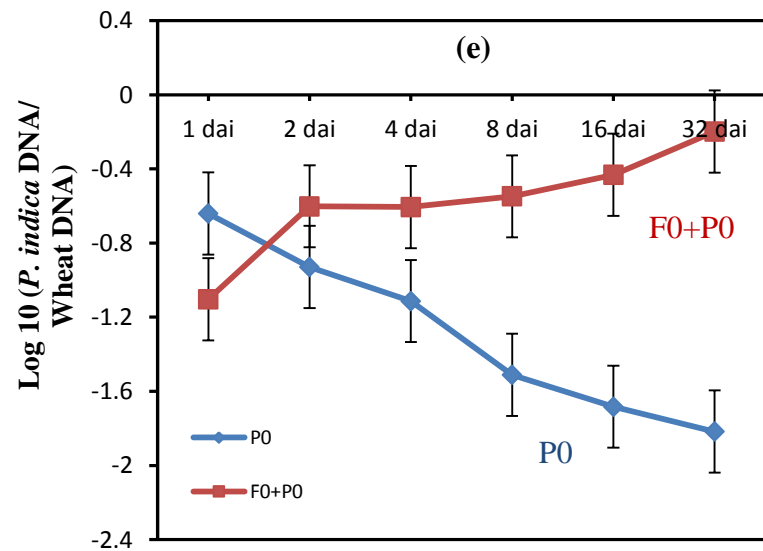 0.4
(e)
0
1 dai 2 dai 4 dai 8 dai 16 dai 32 dai
-0.4
-0.8
-1.2
-1.6
-2
-2.4
Log 10 (P. indica DNA/
Wheat DNA)
F0+P0
P0
P0
F0+P0